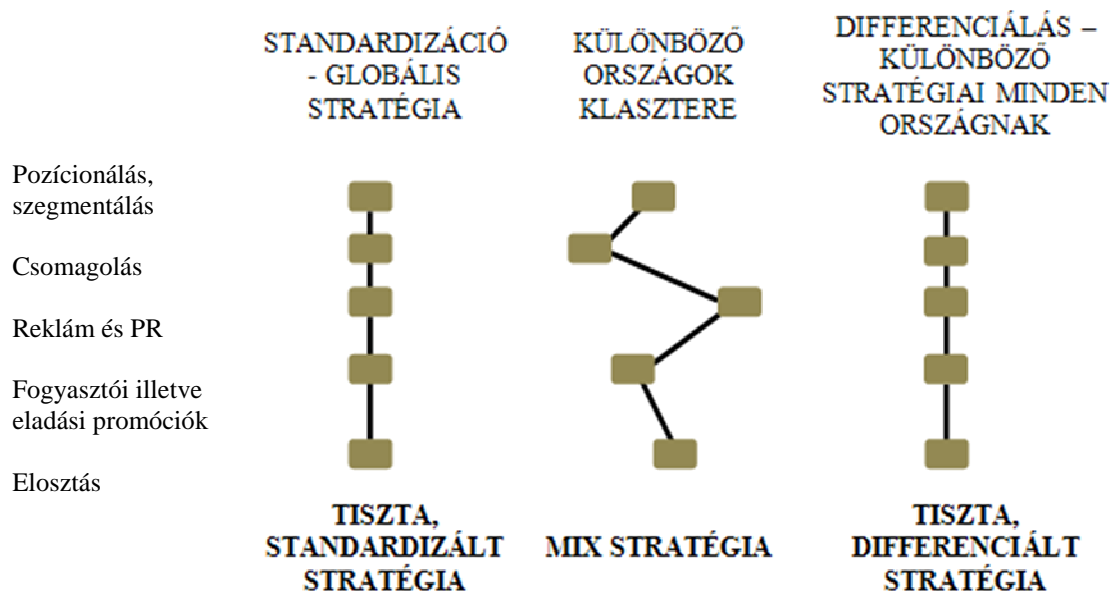 STANDARDIZÁCIÓ
- GLOBÁLIS
STRATÉGIA
KÜLÖNBÖZŐ
ORSZÁGOK
KLASZTERE
DIFFERENCIÁLÁS –
KÜLÖNBÖZŐ
STRATÉGIAI MINDEN
ORSZÁGNAK
Pozícionálás,
szegmentálás
Csomagolás
Reklám és PR
Fogyasztói illetve
eladási promóciók
Elosztás
TISZTA,
STANDARDIZÁLT
STRATÉGIA
MIX STRATÉGIA
TISZTA,
DIFFERENCIÁLT
STRATÉGIA